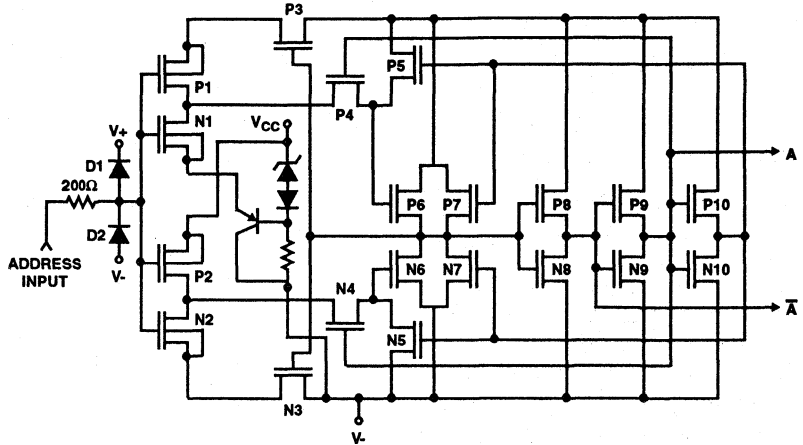 P3
P5
P1
P4
N1
VCC
V+
D1
200Ω
P6
P7
P8
P9
P10
A
D2
ADDRESS
INPUT
V-
P2
N4
N6
N7
N8
N9
N10
A̅
N2
N5
N3
V-